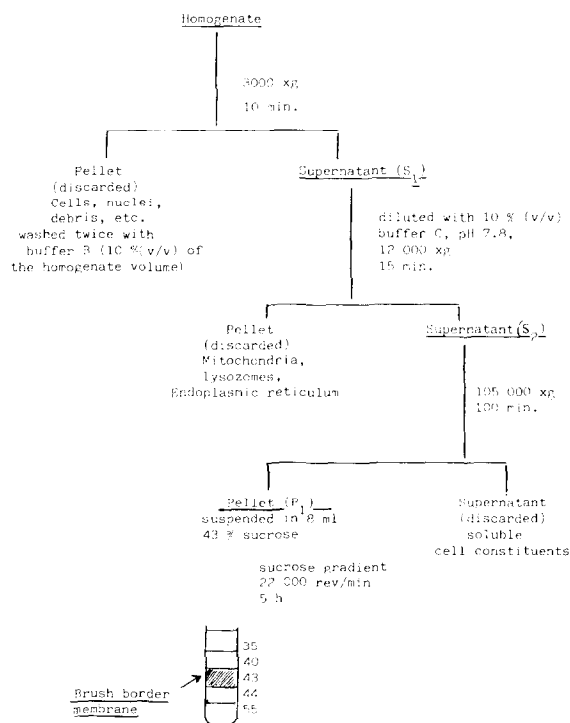 Homogenate
3000 xg
10 min.
Pellet
(discarded)
Cells, nuclei,
debris, etc.
washed twice with
buffer B (10 % (v/v) of
the homogenate volume)
Supernatant (S1)
diluted with 10 % (v/v)
buffer C, pH 7.8,
12 000 xg
15 min.
Pellet
(discarded)
Mitochondria,
lysozomes,
Endoplasmic reticulum
Supernatant (S2)
105 000 xg
100 min.
Pellet (P1)
suspended in 8 ml
43 % sucrose
Supernatant
(discarded)
soluble
cell constituents
sucrose gradient
22 000 rev/min
5 h
35
40
43
44
55
Brush border
membrane